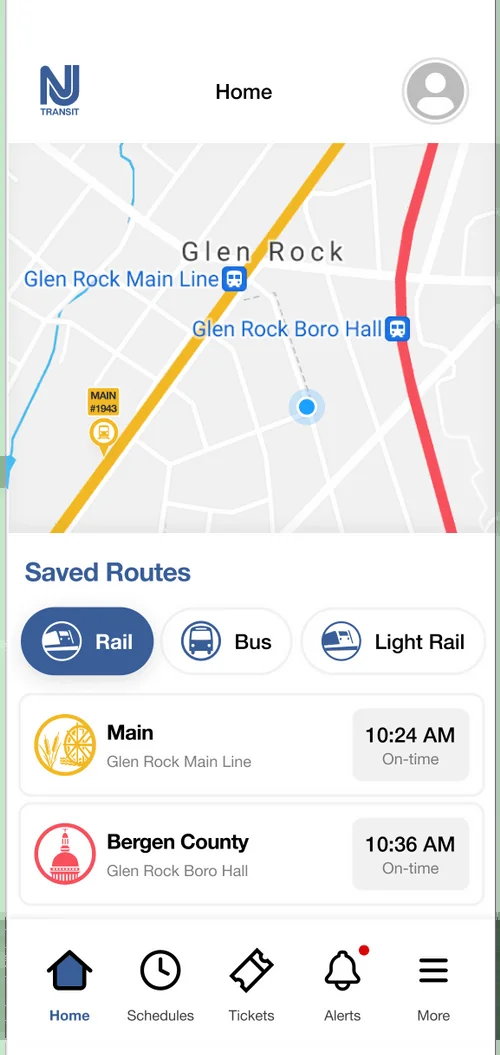 NJ
TRANSIT
Home
Glen Rock
Glen Rock Main Line
Glen Rock Boro Hall
MAIN
#1943
Saved Routes
Rail
Bus
Light Rail
Main
Glen Rock Main Line
10:24 AM
On-time
Bergen County
Glen Rock Boro Hall
10:36 AM
On-time
Home
Schedules
Tickets
Alerts
More